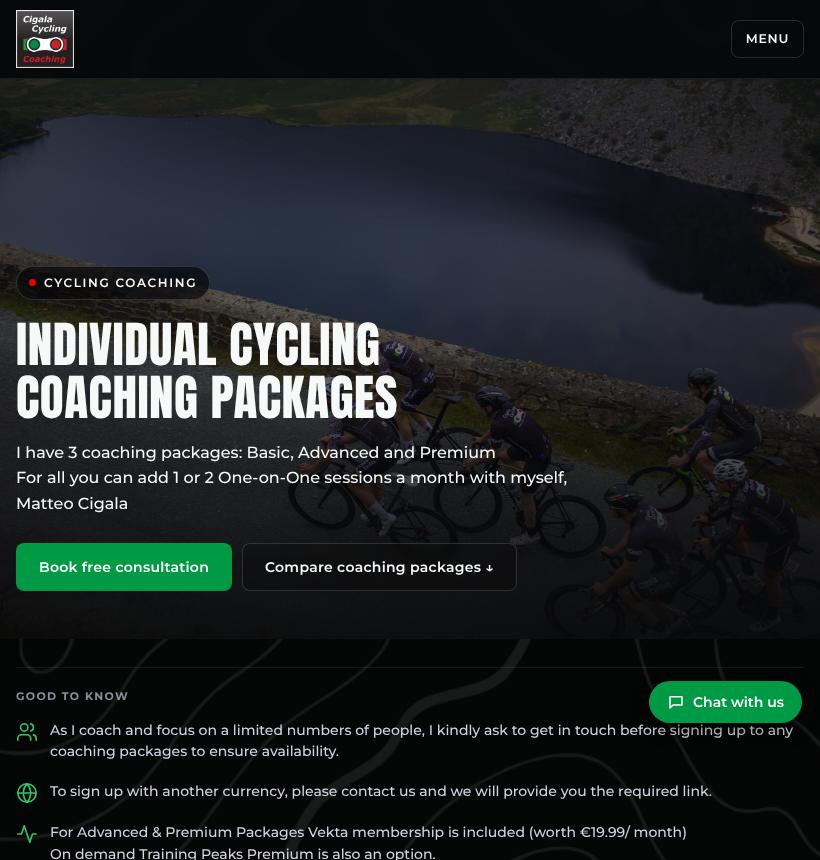 Cigala
Cycling
Coaching
MENU
CYCLING COACHING
INDIVIDUAL CYCLING
COACHING PACKAGES
I have 3 coaching packages: Basic, Advanced and Premium
For all you can add 1 or 2 One-on-One sessions a month with myself,
Matteo Cigala
Book free consultation
Compare coaching packages ↓
GOOD TO KNOW
Chat with us
As I coach and focus on a limited numbers of people, I kindly ask to get in touch before signing up to any
coaching packages to ensure availability.
To sign up with another currency, please contact us and we will provide you the required link.
For Advanced & Premium Packages Vekta membership is included (worth €19.99/ month)
On demand Training Peaks Premium is also an option.